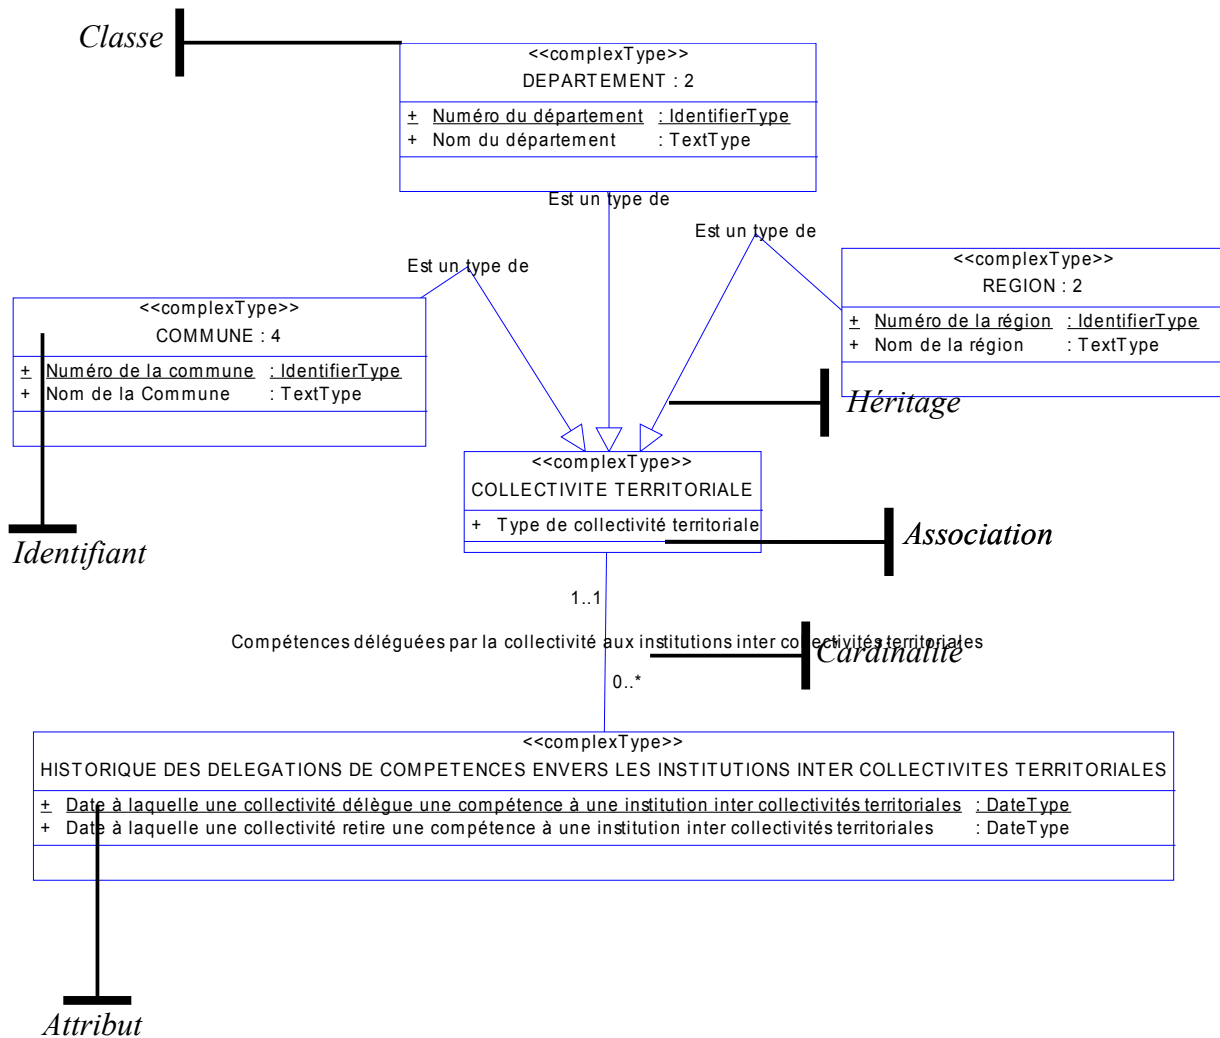 Classe
<<complexType>>
DEPARTEMENT : 2
+ Numéro du département : IdentifierType
+ Nom du département : TextType
Est un type de
Est un type de
Est un type de
<<complexType>>
REGION : 2
+ Numéro de la région : IdentifierType
+ Nom de la région : TextType
<<complexType>>
COMMUNE : 4
+ Numéro de la commune : IdentifierType
+ Nom de la Commune : TextType
Héritage
<<complexType>>
COLLECTIVITE TERRITORIALE
+ Type de collectivité territoriale
Association
Identifiant
1..1
Compétences déléguées par la collectivité aux institutions inter collectivités territoriales
Cardinalité
0..*
<<complexType>>
HISTORIQUE DES DELEGATIONS DE COMPETENCES ENVERS LES INSTITUTIONS INTER COLLECTIVITES TERRITORIALES
+ Date à laquelle une collectivité délègue une compétence à une institution inter collectivités territoriales : DateType
+ Date à laquelle une collectivité retire une compétence à une institution inter collectivités territoriales : DateType
Attribut